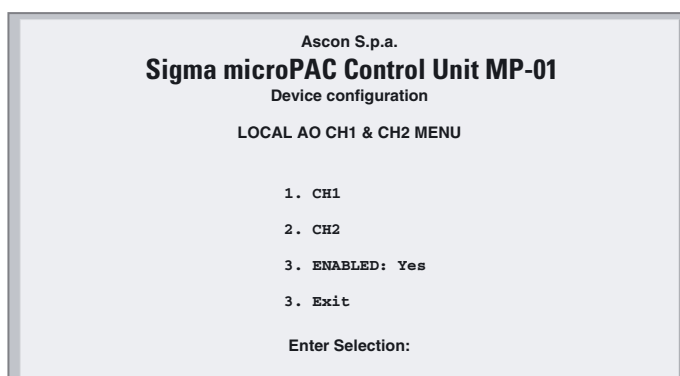 Ascon S.p.a.
Sigma microPAC Control Unit MP-01
Device configuration
LOCAL AO CH1 & CH2 MENU
1. CH1
2. CH2
3. ENABLED: Yes
3. Exit
Enter Selection: